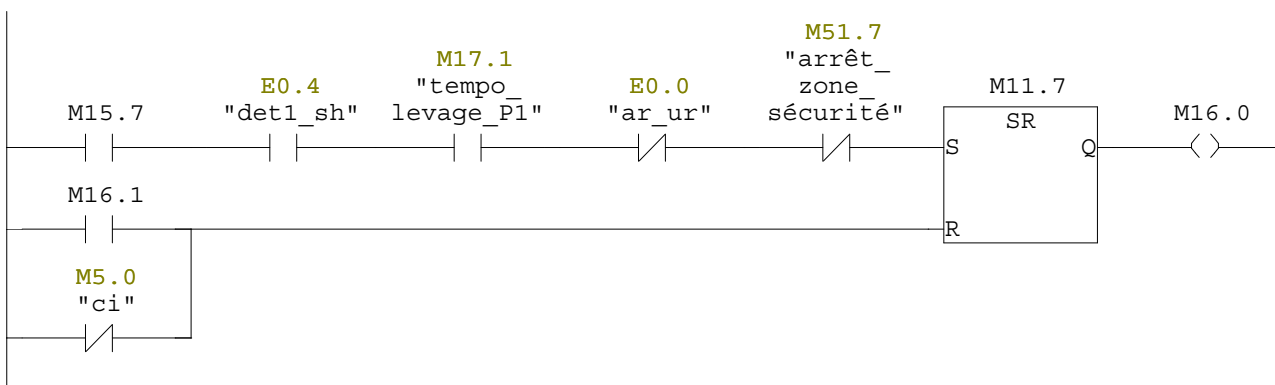 M51.7
M17.1 "arrêt_
E0.4 "tempo_ E0.0 zone_ M11.7
M15.7 "det1_sh" levage_P1" "ar_ur" sécurité" SR M16.0
S Q
M16.1
R
M5.0
"ci"